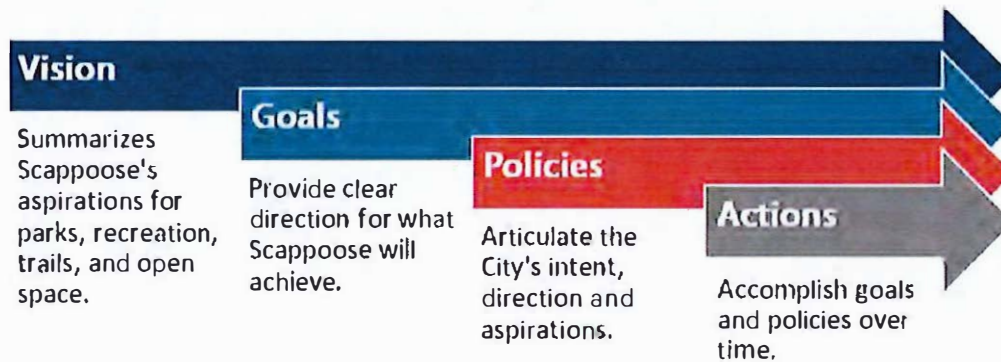 Vision
Summarizes
Scappoose's
aspirations for
parks, recreation,
trails, and open
space.
Goals
Provide clear
direction for what
Scappoose will
achieve.
Policies
Articulate the
City's intent,
direction and
aspirations.
Actions
Accomplish goals
and policies over
time.